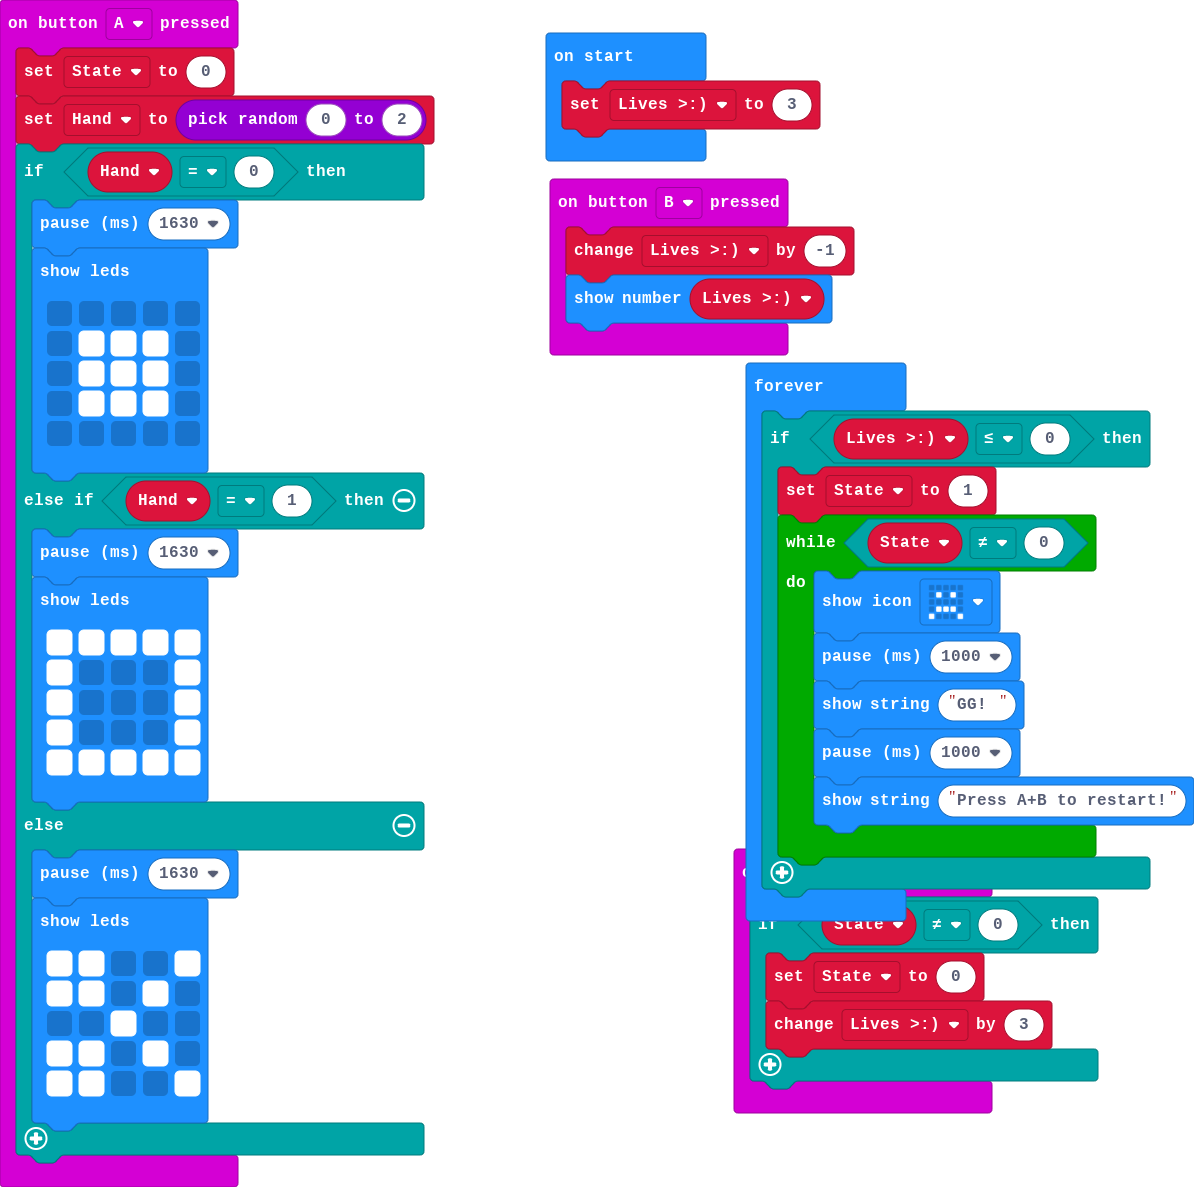 on button A pressed
set State to 0
set Hand to pick random 0 to 2
if Hand = 0 then
pause (ms) 1630
show leds
else if Hand = 1 then
pause (ms) 1630
show leds
else
pause (ms) 1630
show leds
on start
set Lives >:) to 3
on button B pressed
change Lives >:) by -1
show number Lives >:)
forever
if Lives >:) ≤ 0 then
set State to 1
while State ≠ 0
do
show icon
pause (ms) 1000
show string "GG! "
pause (ms) 1000
show string "Press A+B to restart!"
if State ≠ 0 then
set State to 0
change Lives >:) by 3